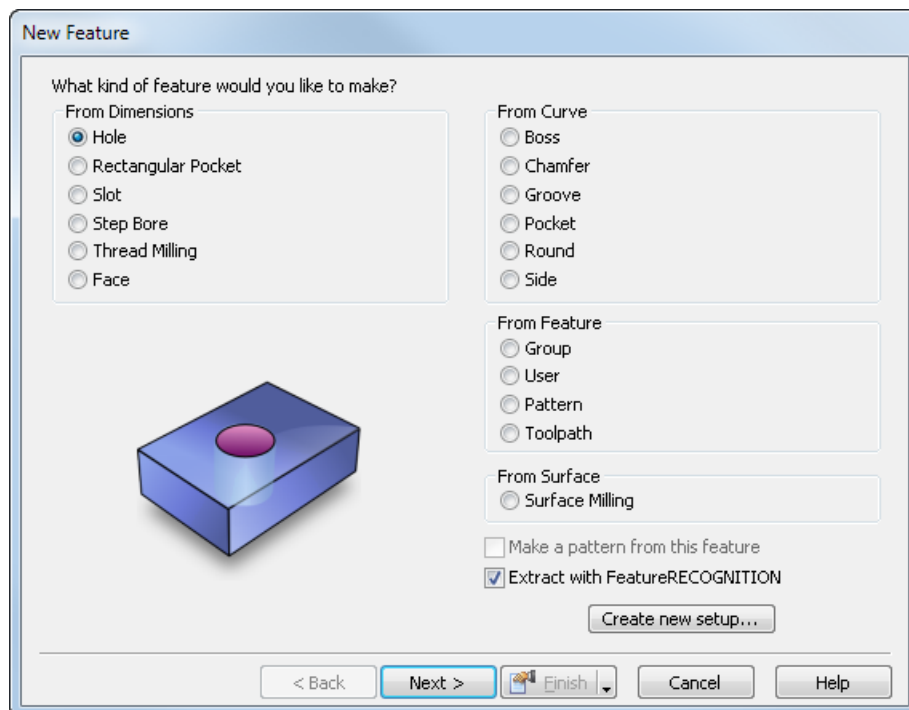 New Feature
What kind of feature would you like to make?
From Dimensions
Hole
Rectangular Pocket
Slot
Step Bore
Thread Milling
Face
From Curve
Boss
Chamfer
Groove
Pocket
Round
Side
From Feature
Group
User
Pattern
Toolpath
From Surface
Surface Milling
Make a pattern from this feature
Extract with FeatureRECOGNITION
Create new setup...
< Back Next > Finish Cancel Help